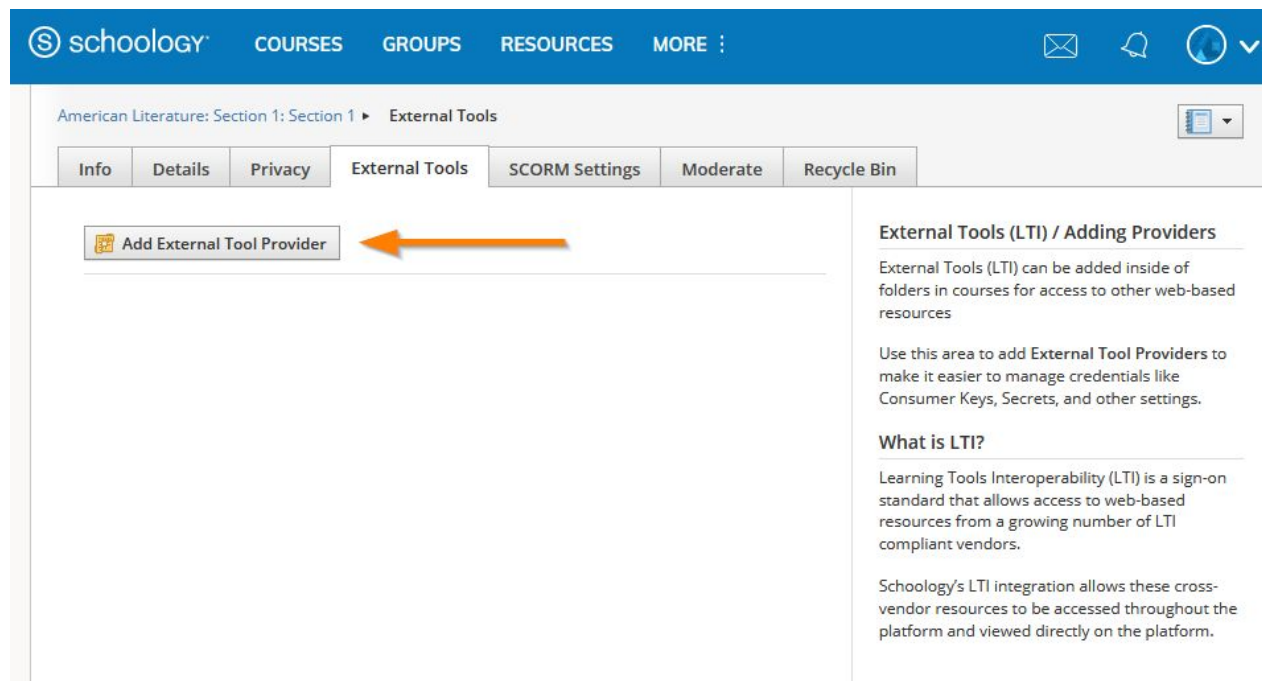 schoology COURSES GROUPS RESOURCES MORE
American Literature: Section 1: Section 1 ▸ External Tools
Info Details Privacy External Tools SCORM Settings Moderate Recycle Bin
Add External Tool Provider
External Tools (LTI) / Adding Providers
External Tools (LTI) can be added inside of
folders in courses for access to other web-based
resources
Use this area to add External Tool Providers to
make it easier to manage credentials like
Consumer Keys, Secrets, and other settings.
What is LTI?
Learning Tools Interoperability (LTI) is a sign-on
standard that allows access to web-based
resources from a growing number of LTI
compliant vendors.
Schoology's LTI integration allows these cross-
vendor resources to be accessed throughout the
platform and viewed directly on the platform.